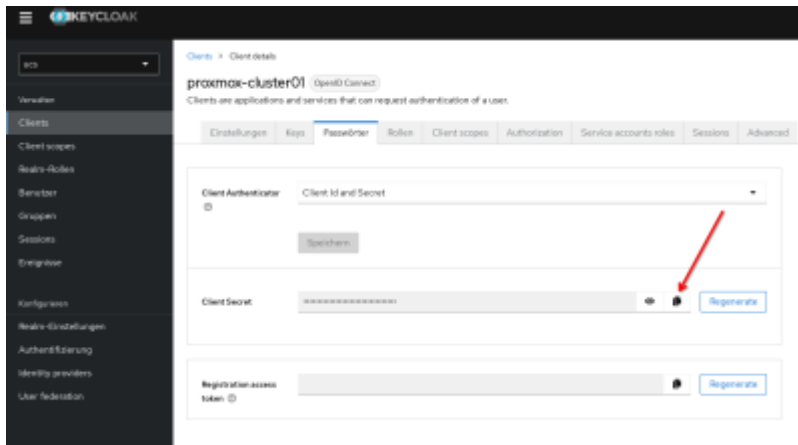 KEYCLOAK
ucs
Verwalten
Clients
Client scopes
Realm-Rollen
Benutzer
Gruppen
Sessions
Ereignisse
Konfigurieren
Realm-Einstellungen
Authentifizierung
Identity providers
User federation
Clients > Client details
proxmox-cluster01 OpenID Connect
Clients are applications and services that can request authentication of a user.
Einstellungen Keys Passwörter Rollen Client scopes Authorization Service accounts roles Sessions Advanced
Client Authenticator Client Id and Secret
Speichern
Client Secret Regenerate
Registration access token Regenerate